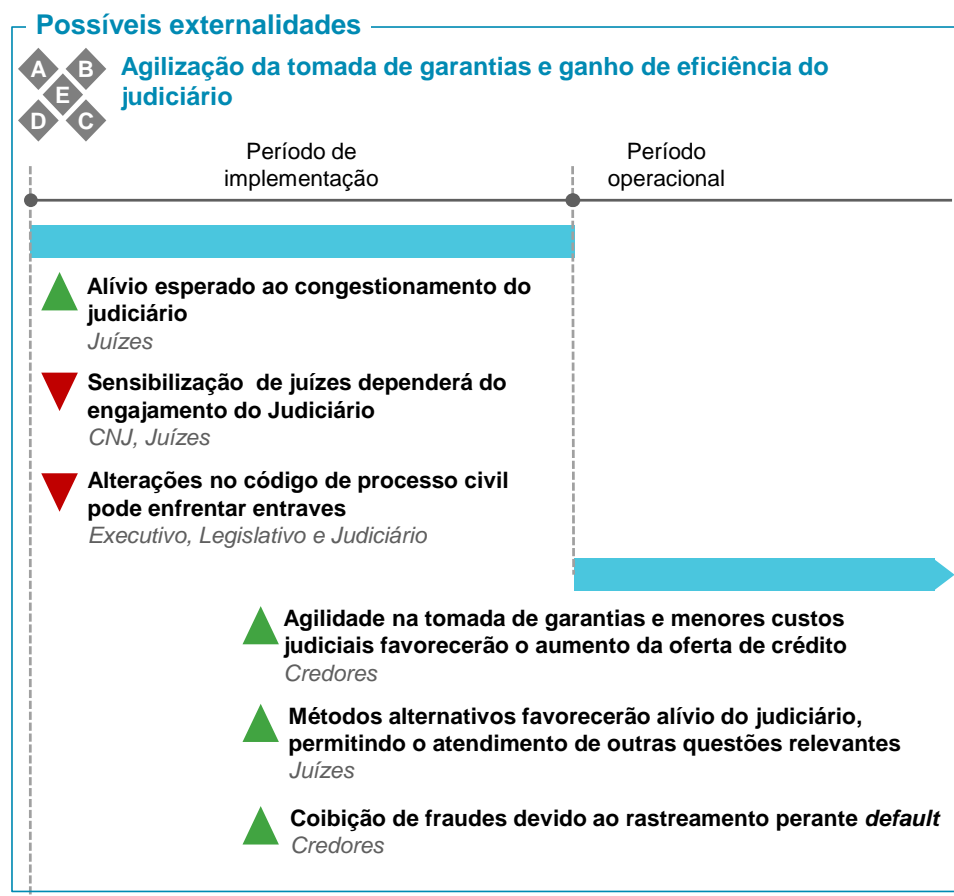 Possíveis externalidades
A B
E
D C
Agilização da tomada de garantias e ganho de eficiência do
judiciário
Período de
implementação
Período
operacional
Alívio esperado ao congestionamento do
judiciário
Juízes
Sensibilização de juízes dependerá do
engajamento do Judiciário
CNJ, Juízes
Alterações no código de processo civil
pode enfrentar entraves
Executivo, Legislativo e Judiciário
Agilidade na tomada de garantias e menores custos
judiciais favorecerão o aumento da oferta de crédito
Credores
Métodos alternativos favorecerão alívio do judiciário,
permitindo o atendimento de outras questões relevantes
Juízes
Coibição de fraudes devido ao rastreamento perante default
Credores